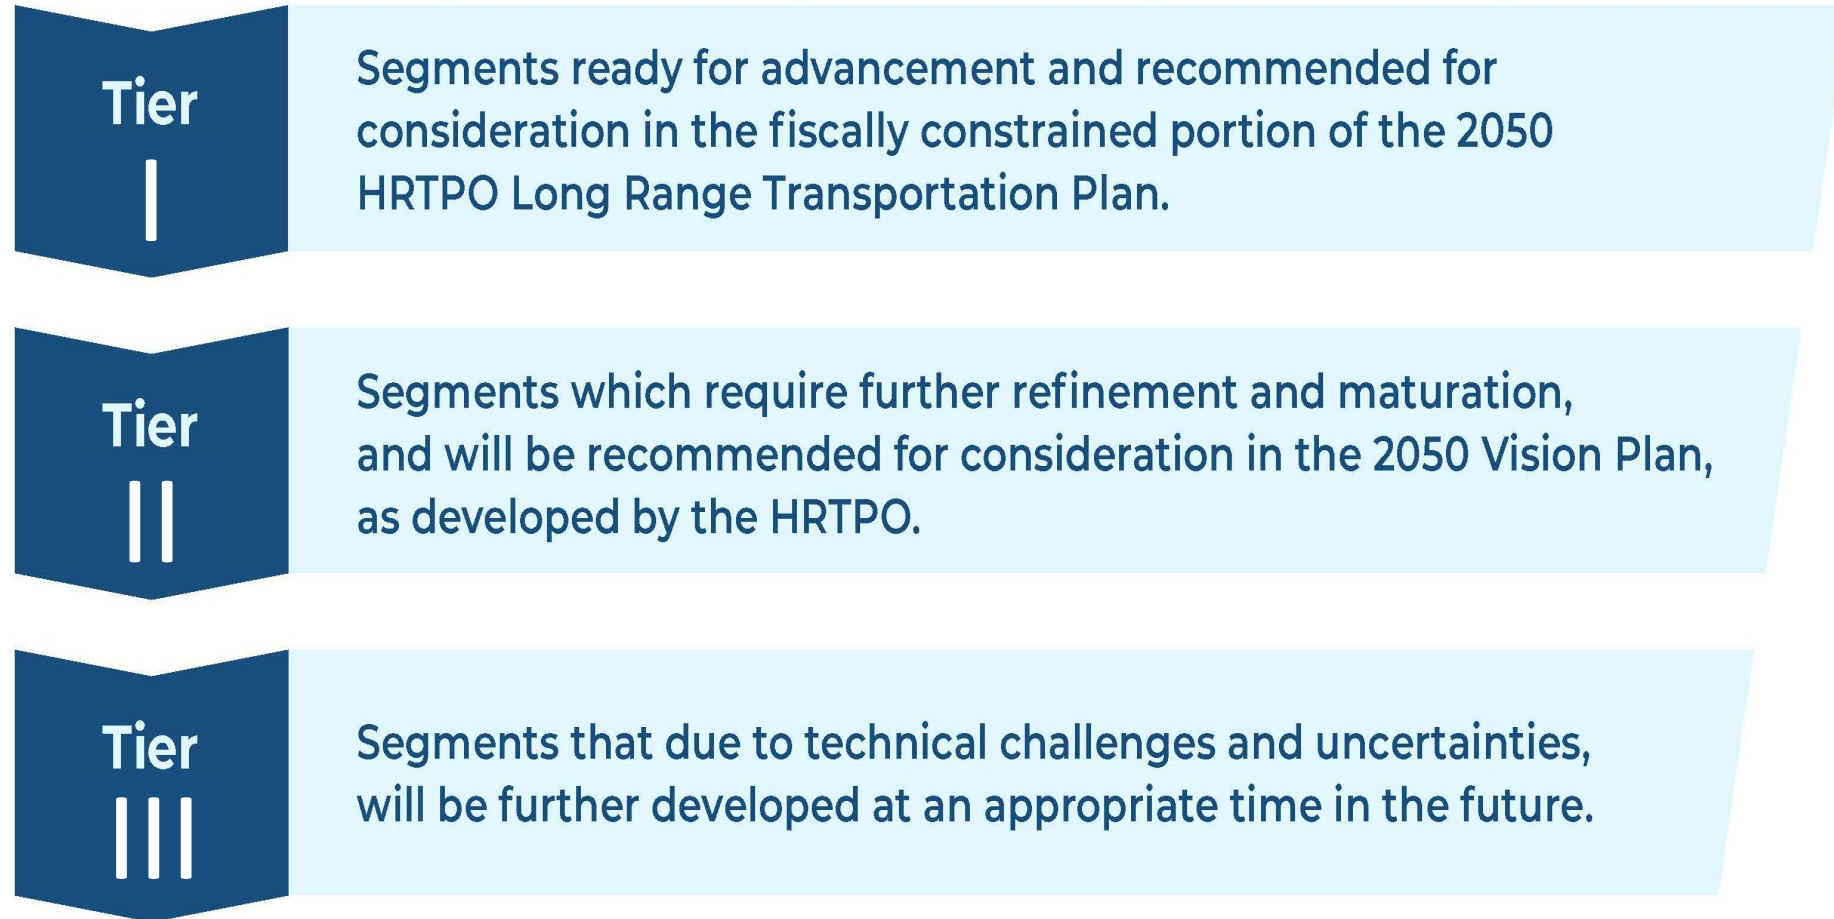 Tier
I
Segments ready for advancement and recommended for
consideration in the fiscally constrained portion of the 2050
HRTPO Long Range Transportation Plan.
Tier
II
Segments which require further refinement and maturation,
and will be recommended for consideration in the 2050 Vision Plan,
as developed by the HRTPO.
Tier
III
Segments that due to technical challenges and uncertainties,
will be further developed at an appropriate time in the future.